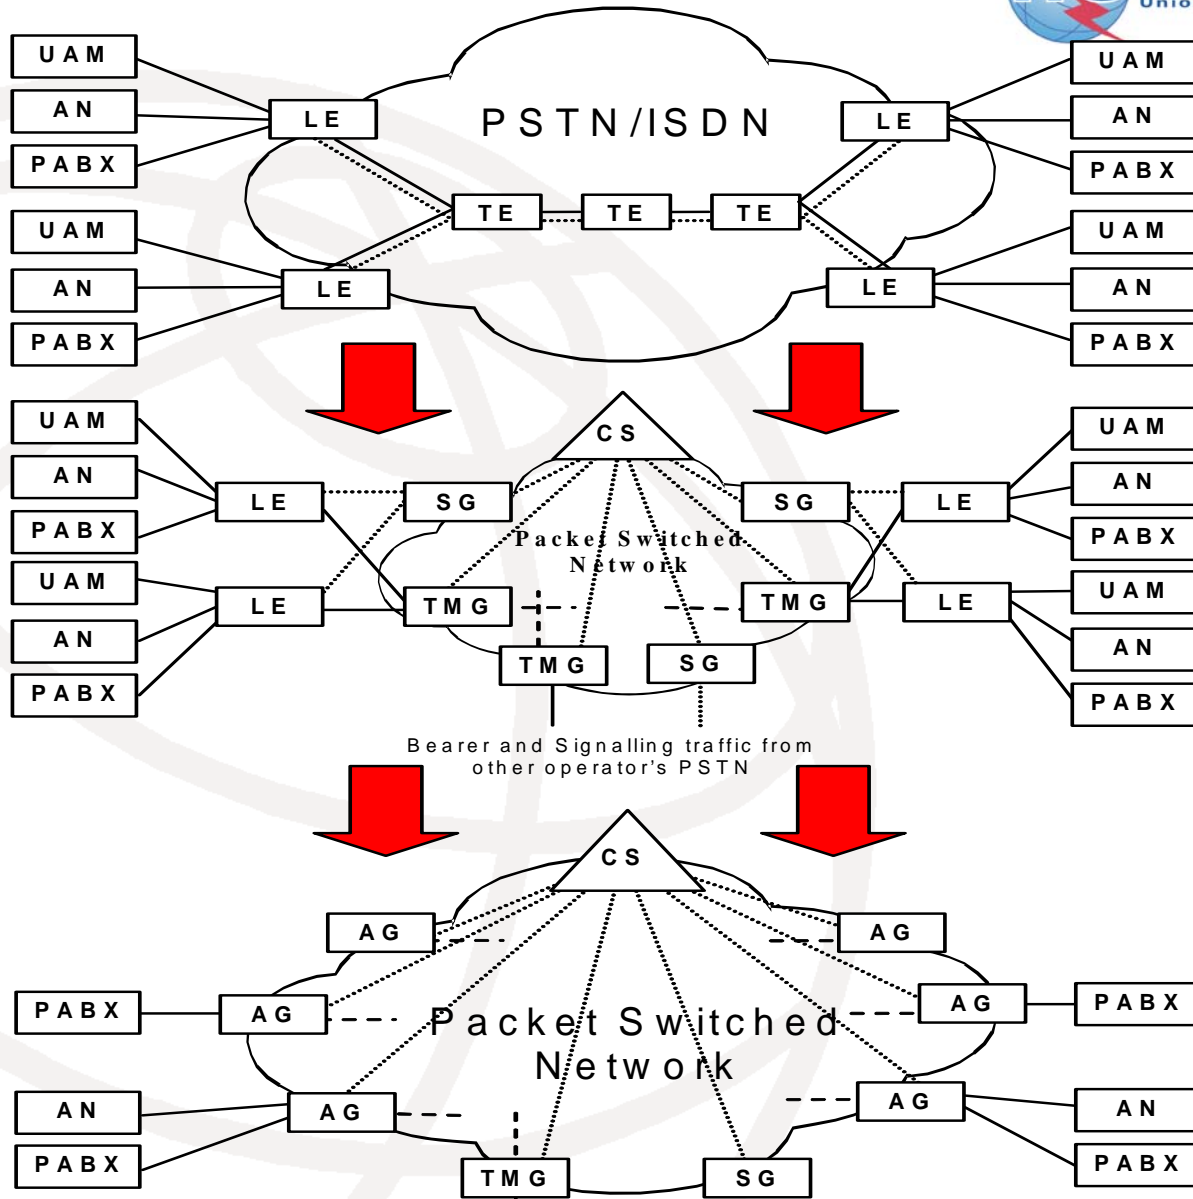 Union
UAM
AN
PABX
UAM
AN
PABX
LE
LE
PSTN/ISDN
TE
TE
TE
LE
LE
UAM
AN
PABX
UAM
AN
PABX
UAM
AN
PABX
UAM
AN
PABX
LE
LE
CS
SG
SG
Packet Switched
Network
TMG
TMG
TMG
SG
LE
LE
UAM
AN
PABX
UAM
AN
PABX
Bearer and Signalling traffic from
other operator's PSTN
CS
AG
AG
PABX
AG
AG
PABX
Packet Switched
Network
AN
PABX
AG
AG
AN
PABX
TMG
SG